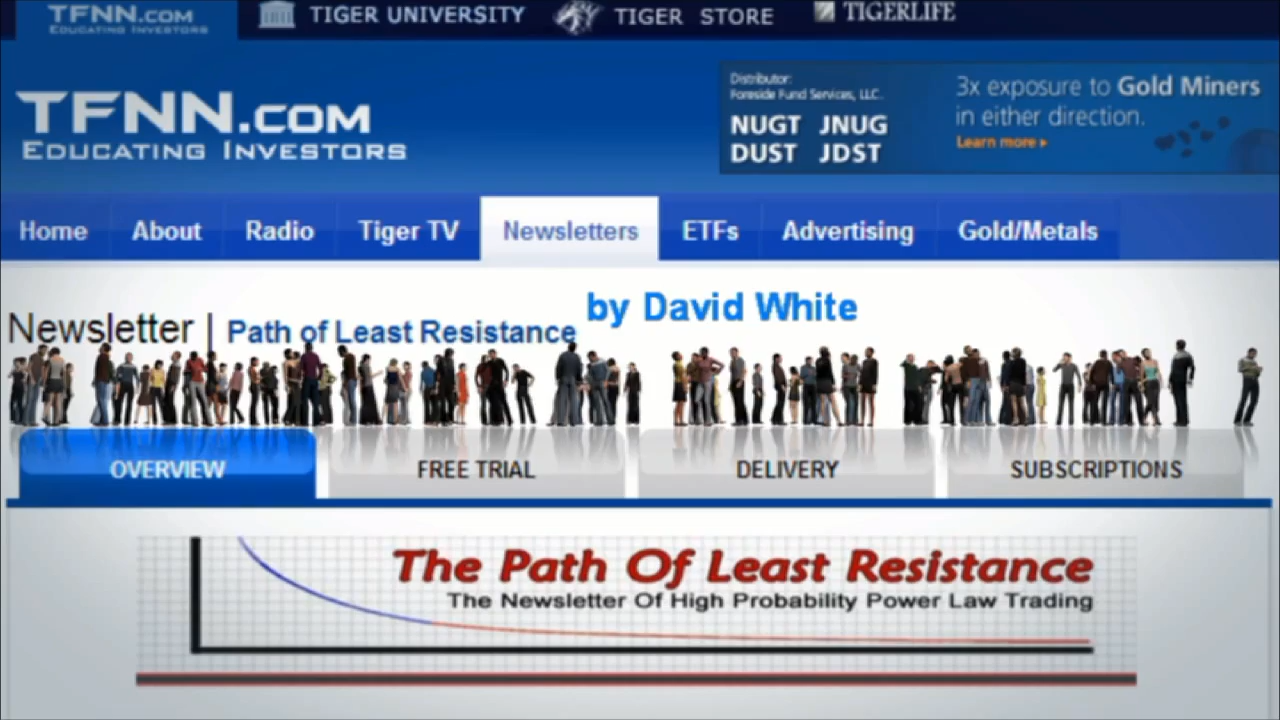 TFNN.COM
EDUCATING INVESTORS
TIGER UNIVERSITY
TIGER STORE
TIGERLIFE
TFNN.COM
EDUCATING INVESTORS
Distributor:
Foreside Fund Services, LLC.
NUGT JNUG
DUST JDST
3x exposure to Gold Miners
in either direction.
Learn more
Home About Radio Tiger TV Newsletters ETFs Advertising Gold/Metals
Newsletter | Path of Least Resistance by David White
OVERVIEW FREE TRIAL DELIVERY SUBSCRIPTIONS
The Path Of Least Resistance
The Newsletter Of High Probability Power Law Trading